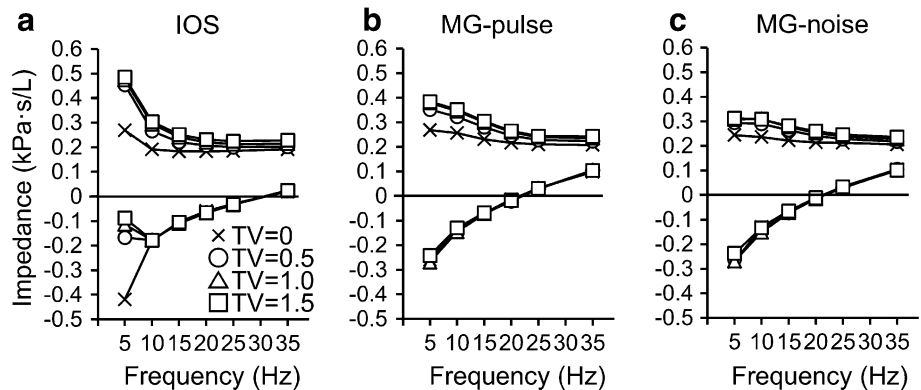 a IOS
b MG-pulse
c MG-noise
Impedance (kPa·s/L)
0.6
0.5
0.4
0.3
0.2
0.1
0
-0.1
-0.2
-0.3
-0.4
-0.5
TV=0
TV=0.5
TV=1.0
TV=1.5
5 10 15 20 25 30 35
Frequency (Hz)
0.6
0.5
0.4
0.3
0.2
0.1
0
-0.1
-0.2
-0.3
-0.4
-0.5
5 10 15 20 25 30 35
Frequency (Hz)
0.6
0.5
0.4
0.3
0.2
0.1
0
-0.1
-0.2
-0.3
-0.4
-0.5
5 10 15 20 25 30 35
Frequency (Hz)